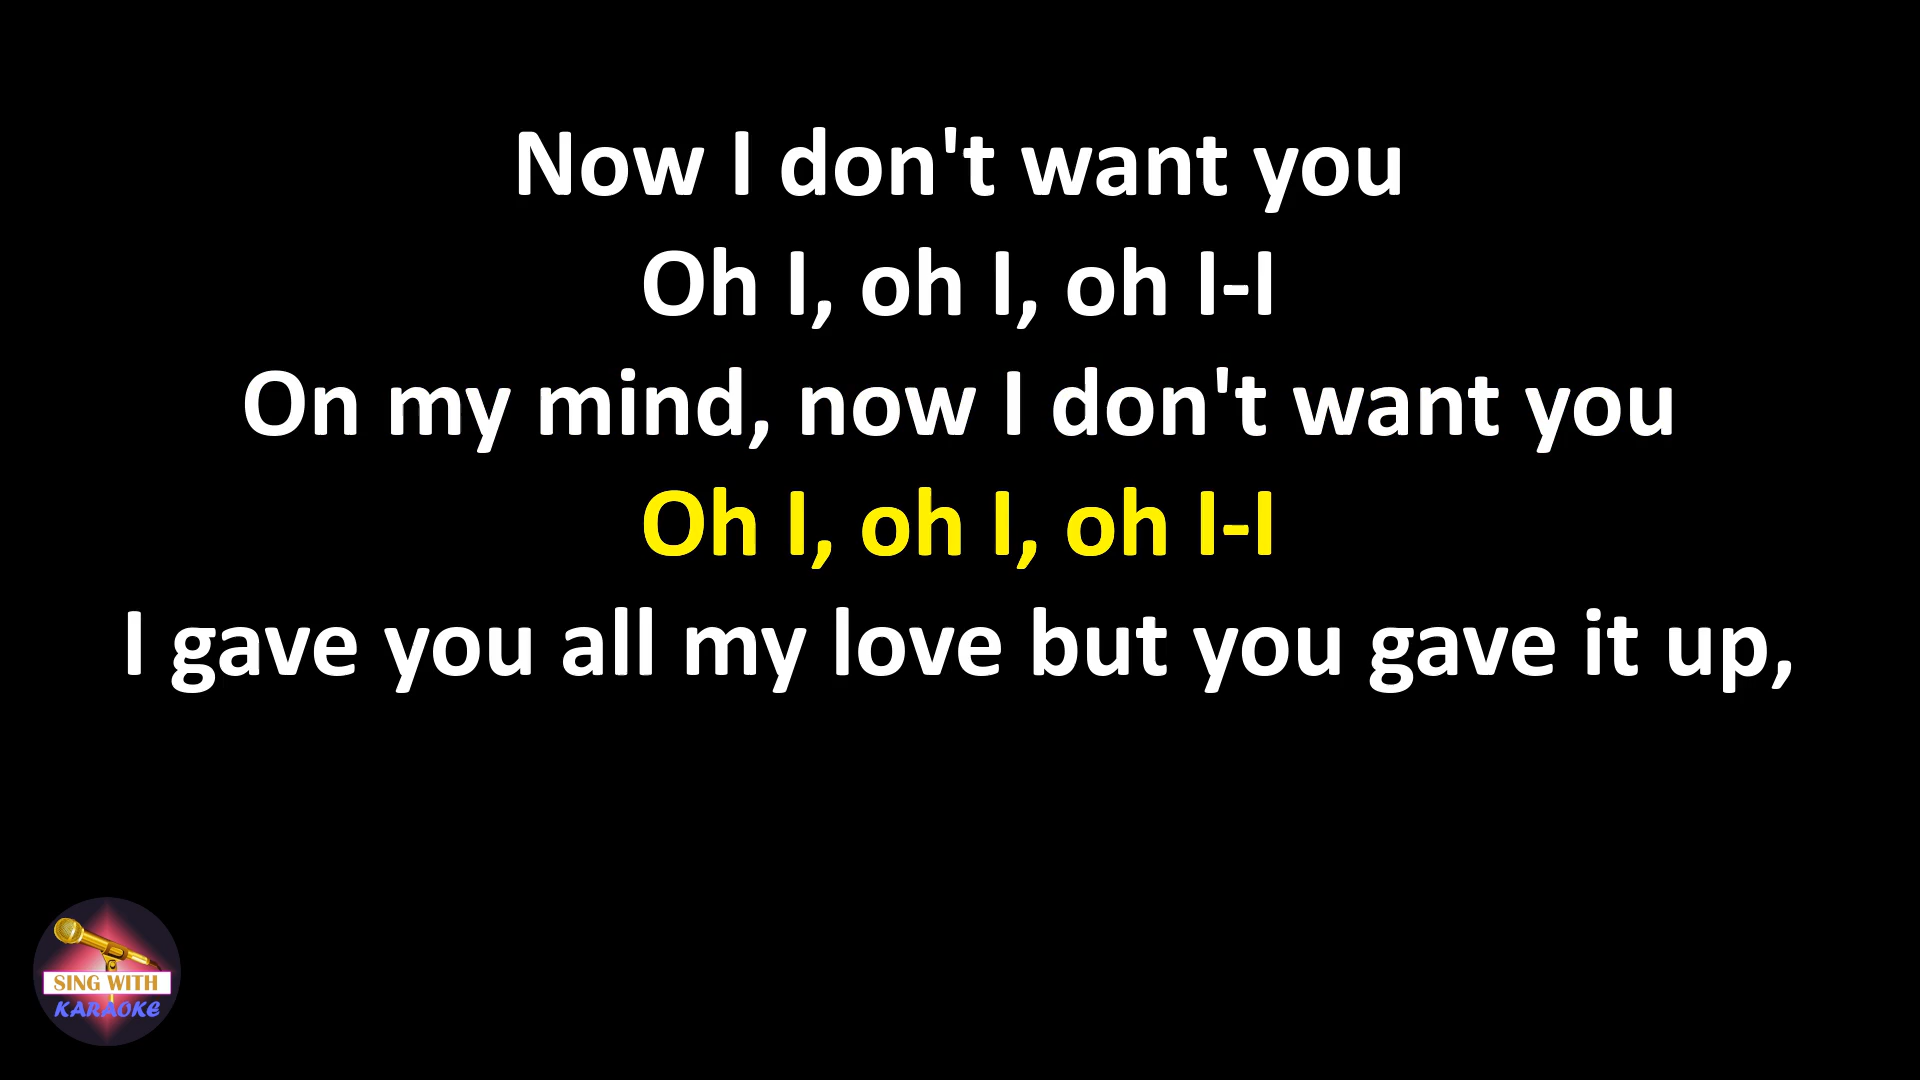 Now I don't want you
Oh I, oh I, oh I-I
On my mind, now I don't want you
Oh I, oh I, oh I-I
I gave you all my love but you gave it up,
SING WITH
KARAOKE